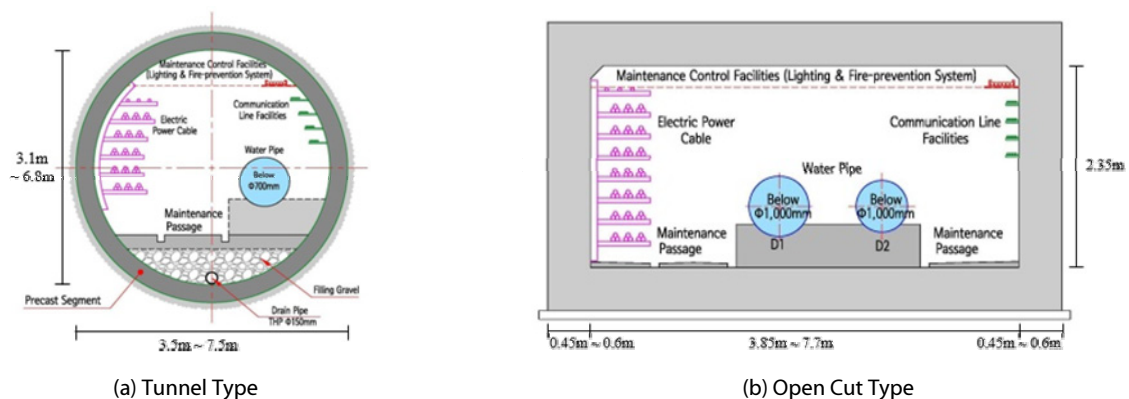 Maintenance Control Facilities
(Lighting & Fire-prevention System)
Electric
Power Cable
Communication
Line Facilities
Water Pipe
Below
Φ700mm
Maintenance
Passage
3.1m
~ 6.8m
Precast Segment
Filling Gravel
Drain Pipe
THP Φ150mm
3.5m ~ 7.5m
(a) Tunnel Type
Maintenance Control Facilities (Lighting & Fire-prevention System)
Electric Power
Cable
Communication Line
Facilities
Water Pipe
Below
Φ1,000mm
D1
Below
Φ1,000mm
D2
Maintenance
Passage
Maintenance
Passage
2.35m
0.45m ~ 0.6m
3.85m ~ 7.7m
0.45m ~ 0.6m
(b) Open Cut Type